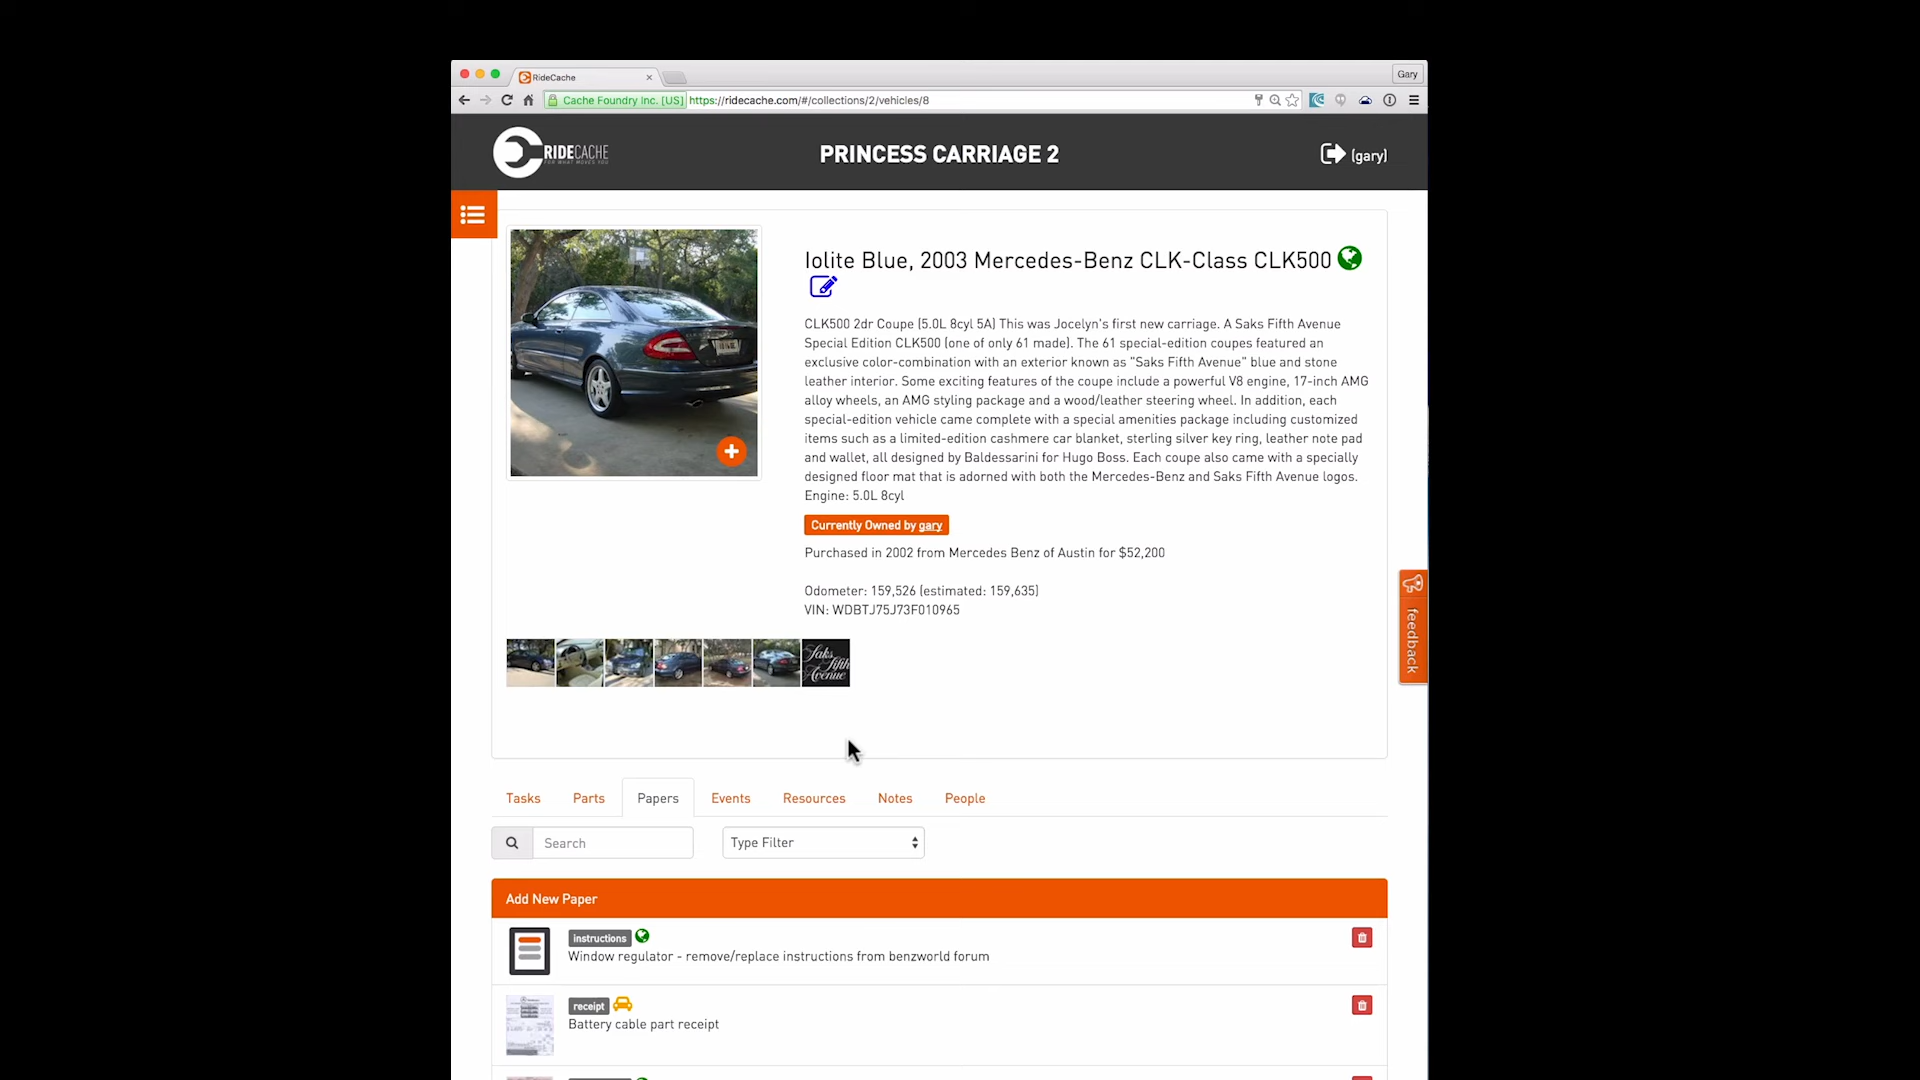 RideCache
Gary
Cache Foundry Inc. [US]
https://ridecache.com/#/collections/2/vehicles/8
RIDECACHE
FOR WHAT MOVES YOU
PRINCESS CARRIAGE 2
(gary)
Iolite Blue, 2003 Mercedes-Benz CLK-Class CLK500
CLK500 2dr Coupe (5.0L 8cyl 5A) This was Jocelyn's first new carriage. A Saks Fifth Avenue
Special Edition CLK500 (one of only 61 made). The 61 special-edition coupes featured an
exclusive color-combination with an exterior known as "Saks Fifth Avenue" blue and stone
leather interior. Some exciting features of the coupe include a powerful V8 engine, 17-inch AMG
alloy wheels, an AMG styling package and a wood/leather steering wheel. In addition, each
special-edition vehicle came complete with a special amenities package including customized
items such as a limited-edition cashmere car blanket, sterling silver key ring, leather note pad
and wallet, all designed by Baldessarini for Hugo Boss. Each coupe also came with a specially
designed floor mat that is adorned with both the Mercedes-Benz and Saks Fifth Avenue logos.
Engine: 5.0L 8cyl
Currently Owned by gary
Purchased in 2002 from Mercedes Benz of Austin for $52,200
Odometer: 159,526 (estimated: 159,635)
VIN: WDBTJ75J73F010965
feedback
Saks
Fifth
Avenue
Tasks
Parts
Papers
Events
Resources
Notes
People
Search
Type Filter
Add New Paper
instructions
Window regulator - remove/replace instructions from benzworld forum
receipt
Battery cable part receipt